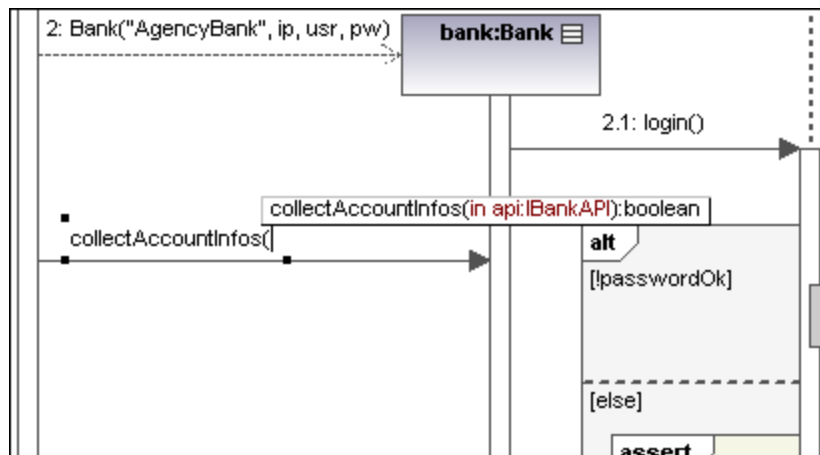 2: Bank("AgencyBank", ip, usr, pw)
bank:Bank
2.1: login()
collectAccountInfos(in api:IBankAPI):boolean
collectAccountInfos(
alt
[!passwordOk]
[else]
assert